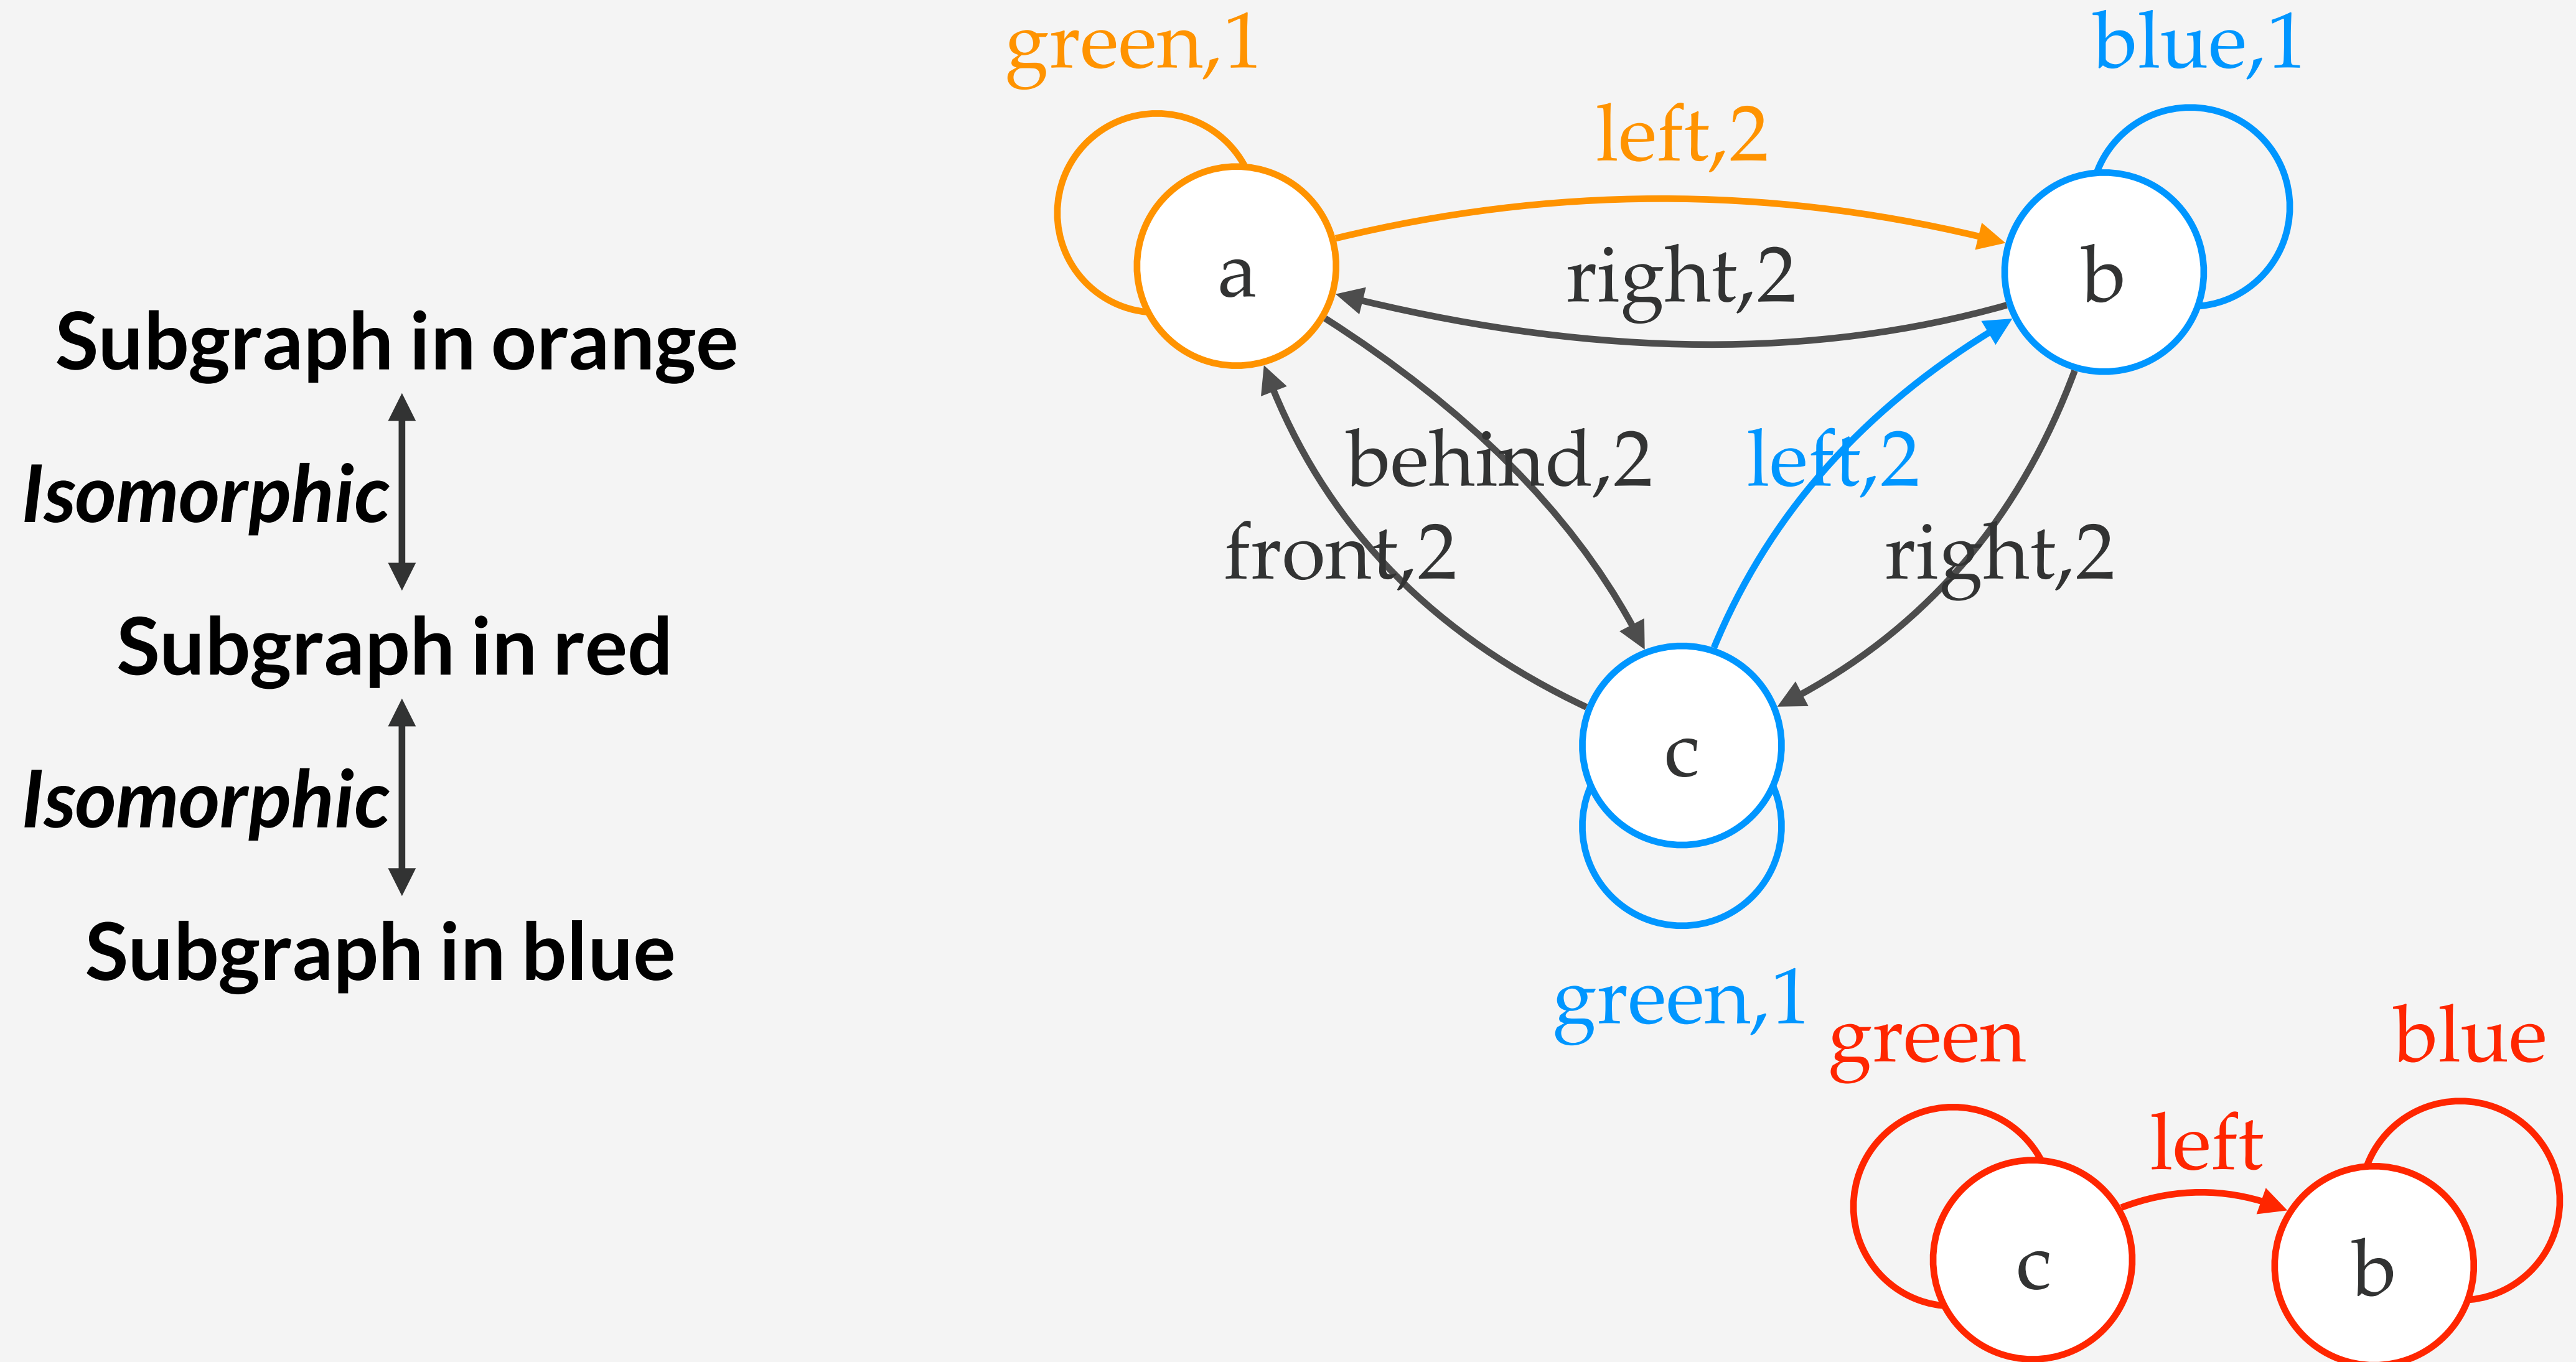 Subgraph in orange
Isomorphic
Subgraph in red
Isomorphic
Subgraph in blue
green,1
blue,1
left,2
a
right,2
b
behind,2
left,2
front,2
right,2
c
green,1
green
blue
left
c
b